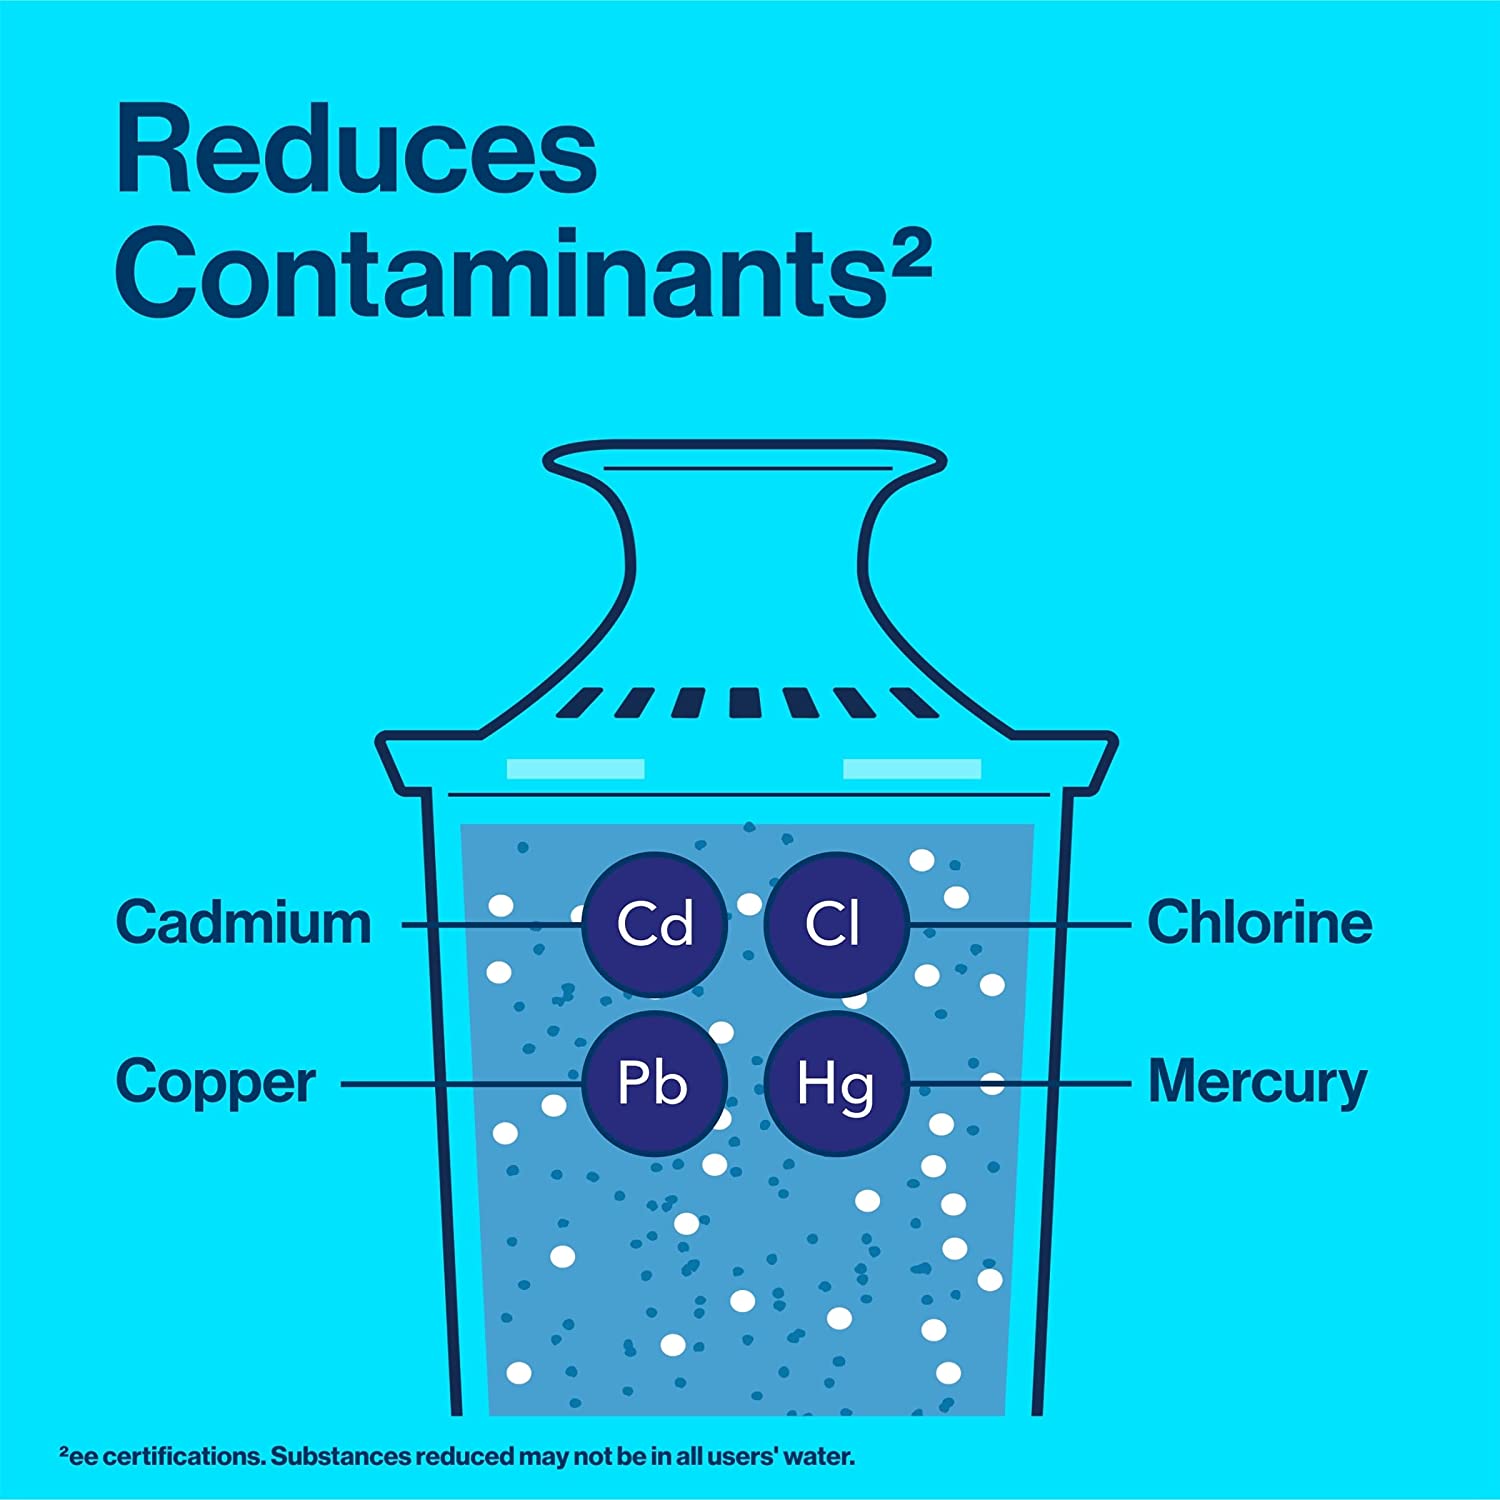 Reduces
Contaminants²
Cadmium
Cd
Cl
Chlorine
Copper
Pb
Hg
Mercury
²ee certifications. Substances reduced may not be in all users' water.